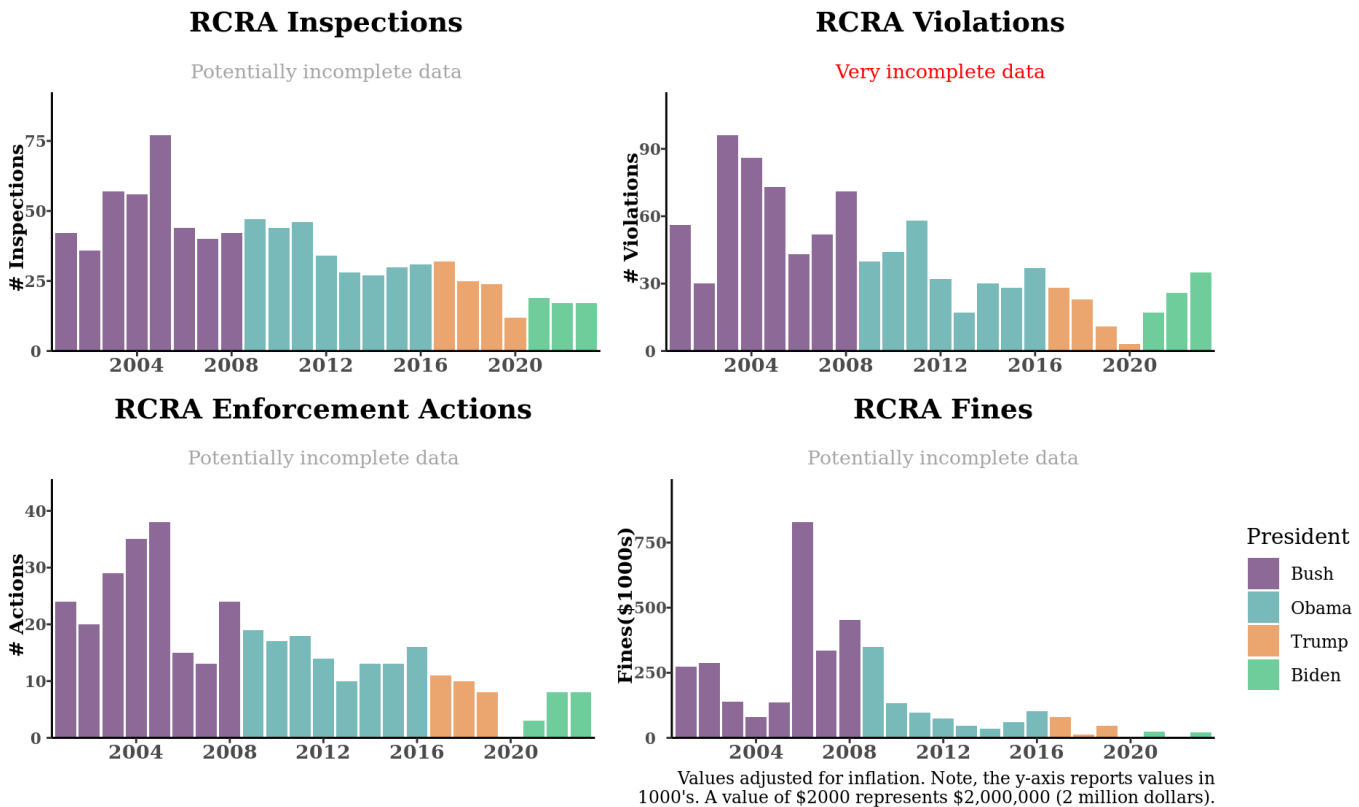 RCRA Inspections
Potentially incomplete data
# Inspections
75
50
25
0
2004
2008
2012
2016
2020
RCRA Violations
Very incomplete data
# Violations
90
60
30
0
2004
2008
2012
2016
2020
RCRA Enforcement Actions
Potentially incomplete data
# Actions
40
30
20
10
0
2004
2008
2012
2016
2020
RCRA Fines
Potentially incomplete data
Fines($1000s)
750
500
250
0
2004
2008
2012
2016
2020
President
Bush
Obama
Trump
Biden
Values adjusted for inflation. Note, the y-axis reports values in
1000's. A value of $2000 represents $2,000,000 (2 million dollars).